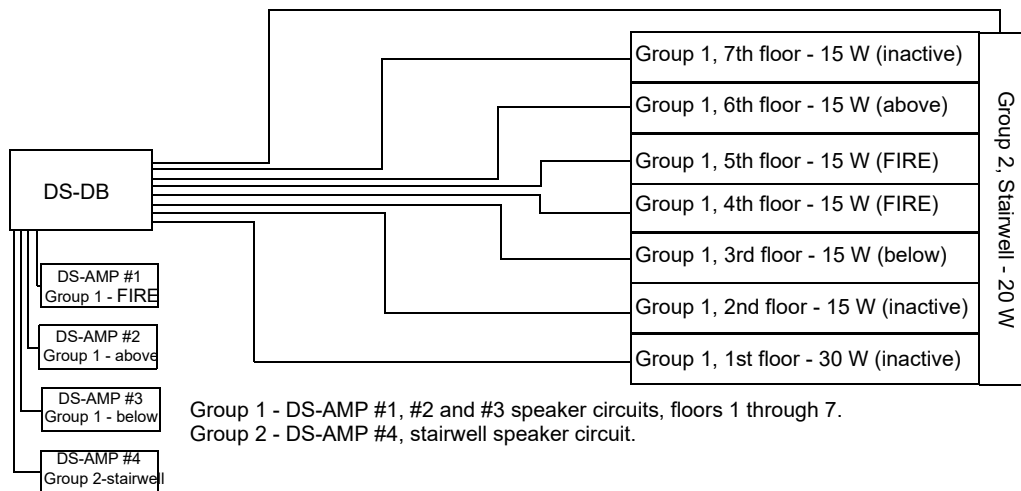 Group 1, 7th floor - 15 W (inactive)
Group 1, 6th floor - 15 W (above)
Group 1, 5th floor - 15 W (FIRE)
Group 1, 4th floor - 15 W (FIRE)
Group 1, 3rd floor - 15 W (below)
Group 1, 2nd floor - 15 W (inactive)
Group 1, 1st floor - 30 W (inactive)
Group 2, Stairwell - 20 W
DS-DB
DS-AMP #1
Group 1 - FIRE
DS-AMP #2
Group 1 - above
DS-AMP #3
Group 1 - below
DS-AMP #4
Group 2-stairwell
Group 1 - DS-AMP #1, #2 and #3 speaker circuits, floors 1 through 7.
Group 2 - DS-AMP #4, stairwell speaker circuit.